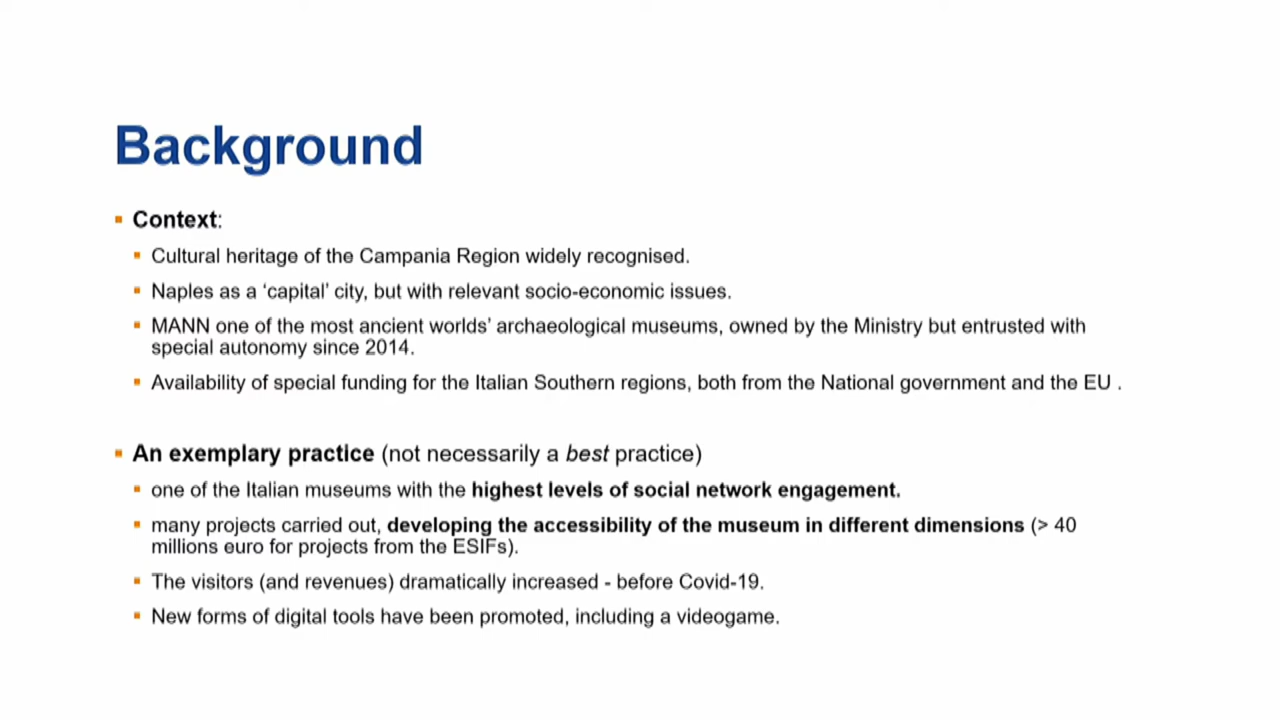 Background
Context:
Cultural heritage of the Campania Region widely recognised.
Naples as a ‘capital’ city, but with relevant socio-economic issues.
MANN one of the most ancient worlds’ archaeological museums, owned by the Ministry but entrusted with
special autonomy since 2014.
Availability of special funding for the Italian Southern regions, both from the National government and the EU .
An exemplary practice (not necessarily a best practice)
one of the Italian museums with the highest levels of social network engagement.
many projects carried out, developing the accessibility of the museum in different dimensions (> 40
millions euro for projects from the ESIFs).
The visitors (and revenues) dramatically increased - before Covid-19.
New forms of digital tools have been promoted, including a videogame.